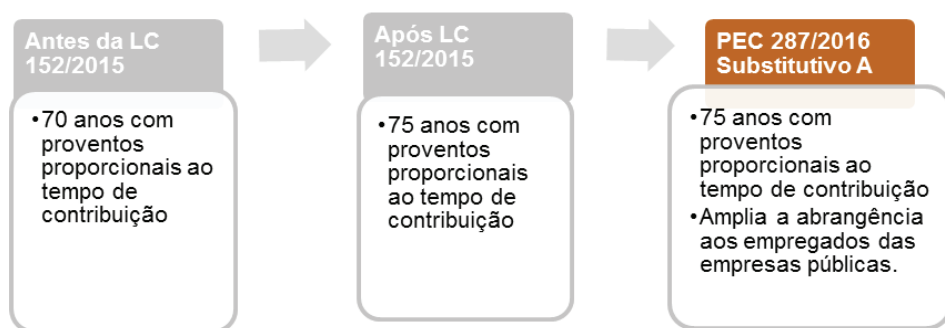 Antes da LC
152/2015
•70 anos com
proventos
proporcionais ao
tempo de
contribuição
Após LC
152/2015
•75 anos com
proventos
proporcionais
ao tempo de
contribuição
PEC 287/2016
Substitutivo A
•75 anos com
proventos
proporcionais ao
tempo de contribuição
•Amplia a abrangência
aos empregados das
empresas públicas.